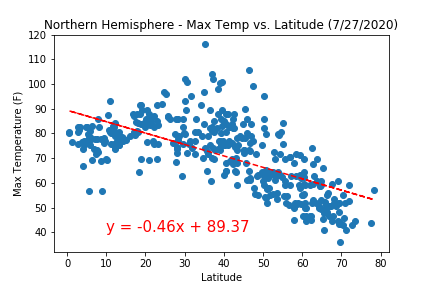 Northern Hemisphere - Max Temp vs. Latitude (7/27/2020)
120
110
100
90
80
70
60
50
40
Max Temperature (F)
y = -0.46x + 89.37
0 10 20 30 40 50 60 70 80
Latitude